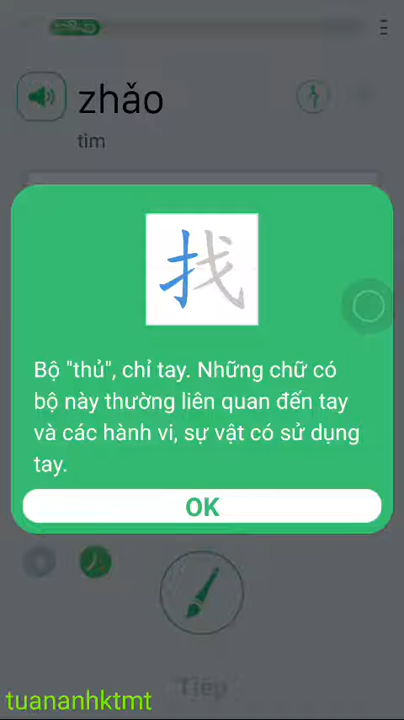 zhǎo
tìm
找
Bộ "thủ", chỉ tay. Những chữ có
bộ này thường liên quan đến tay
và các hành vi, sự vật có sử dụng
tay.
OK
Tiếp
tuananhktmt